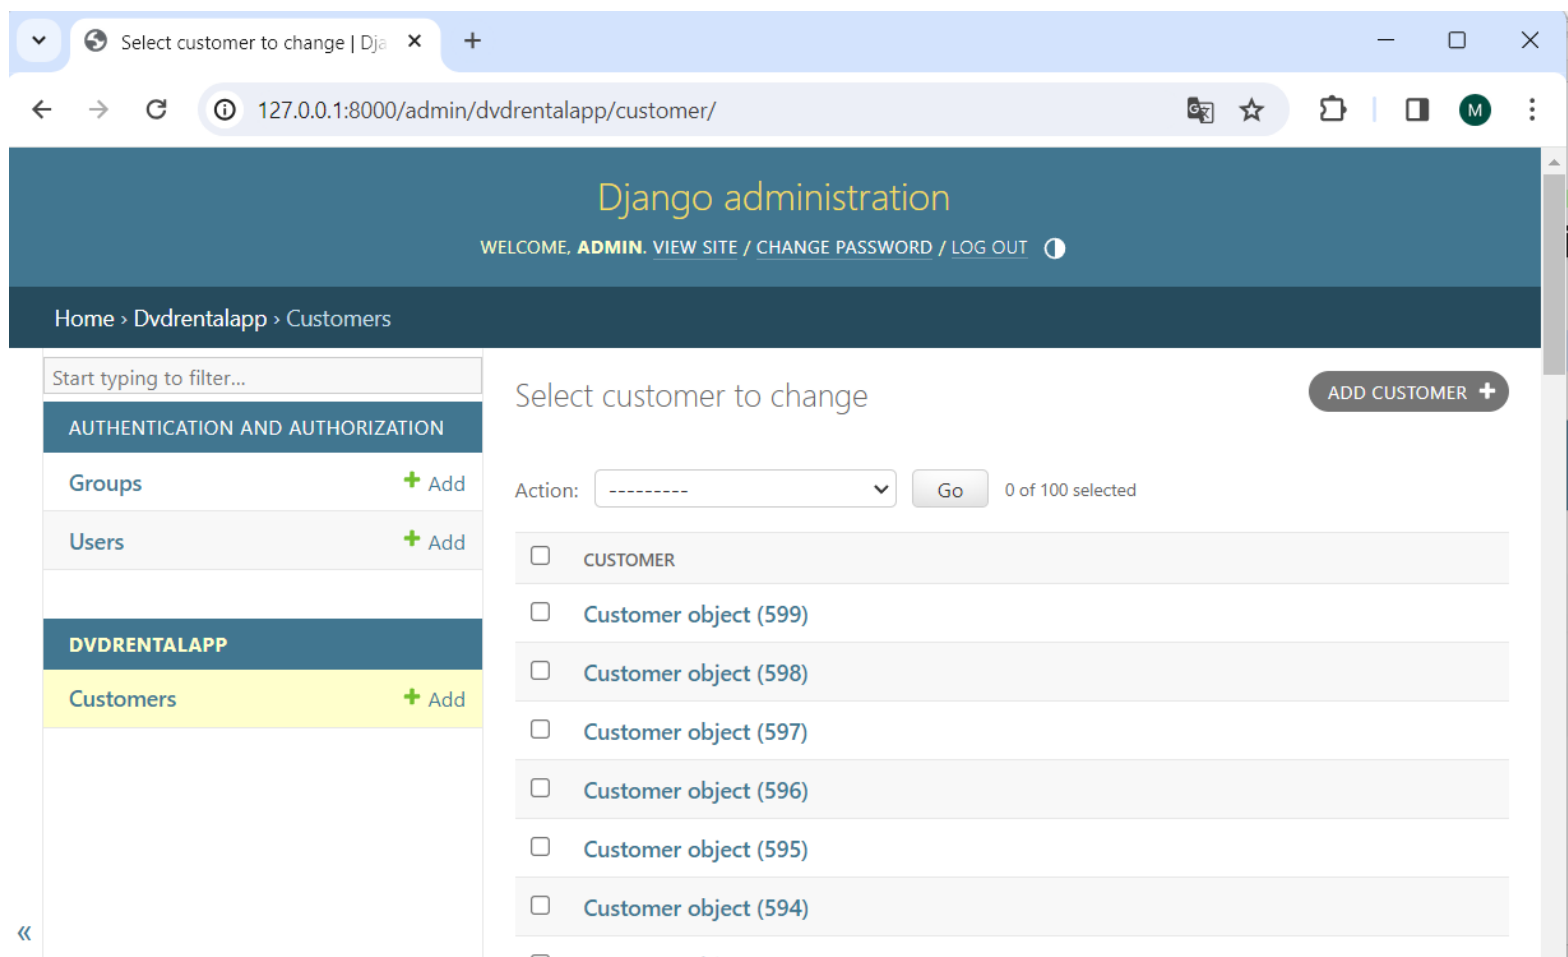 Select customer to change | Dja
127.0.0.1:8000/admin/dvdrentalapp/customer/
M
Django administration
WELCOME, ADMIN. VIEW SITE / CHANGE PASSWORD / LOG OUT
Home › Dvdrentalapp › Customers
Start typing to filter...
AUTHENTICATION AND AUTHORIZATION
Groups + Add
Users + Add
DVDRENTALAPP
Customers + Add
«
Select customer to change
ADD CUSTOMER +
Action: --------- Go 0 of 100 selected
CUSTOMER
Customer object (599)
Customer object (598)
Customer object (597)
Customer object (596)
Customer object (595)
Customer object (594)